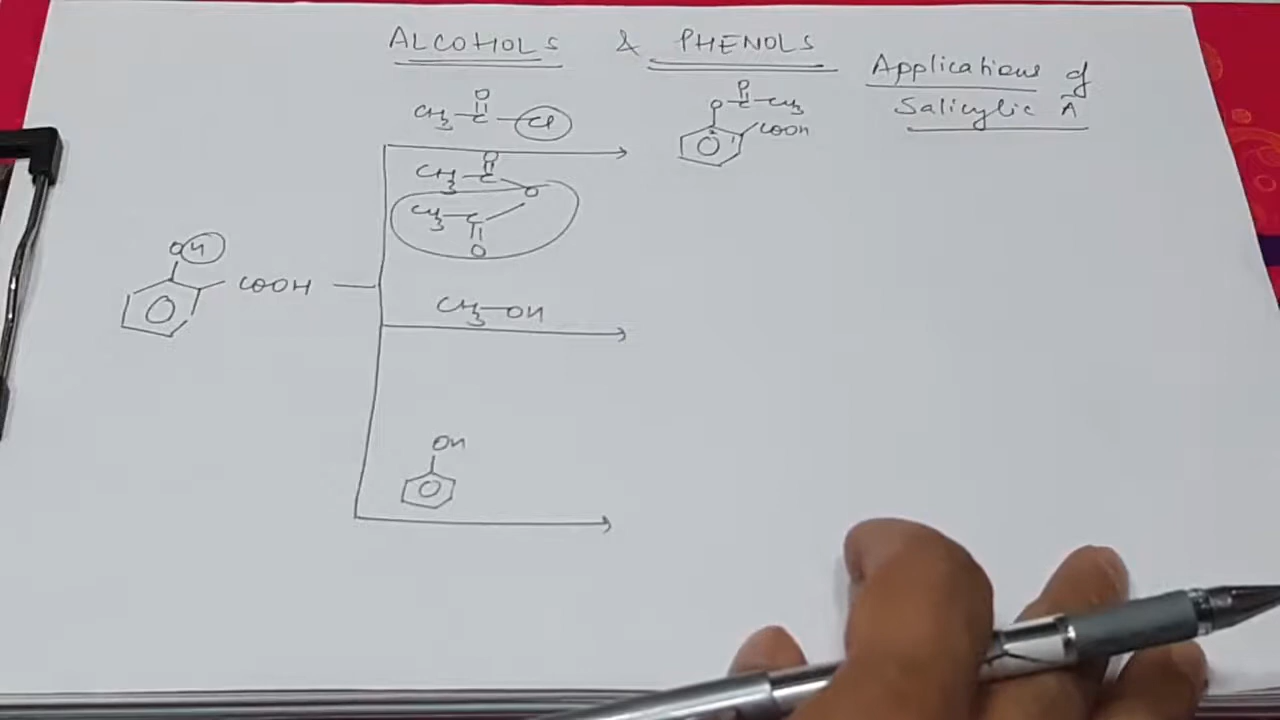 ALCOHOLS & PHENOLS
Applications of
Salicylic A
O
CH3—C—Cl
O
O—C—CH3
COOH
O
CH3—C
O
CH3—C
O
OH
COOH
CH3—OH
OH